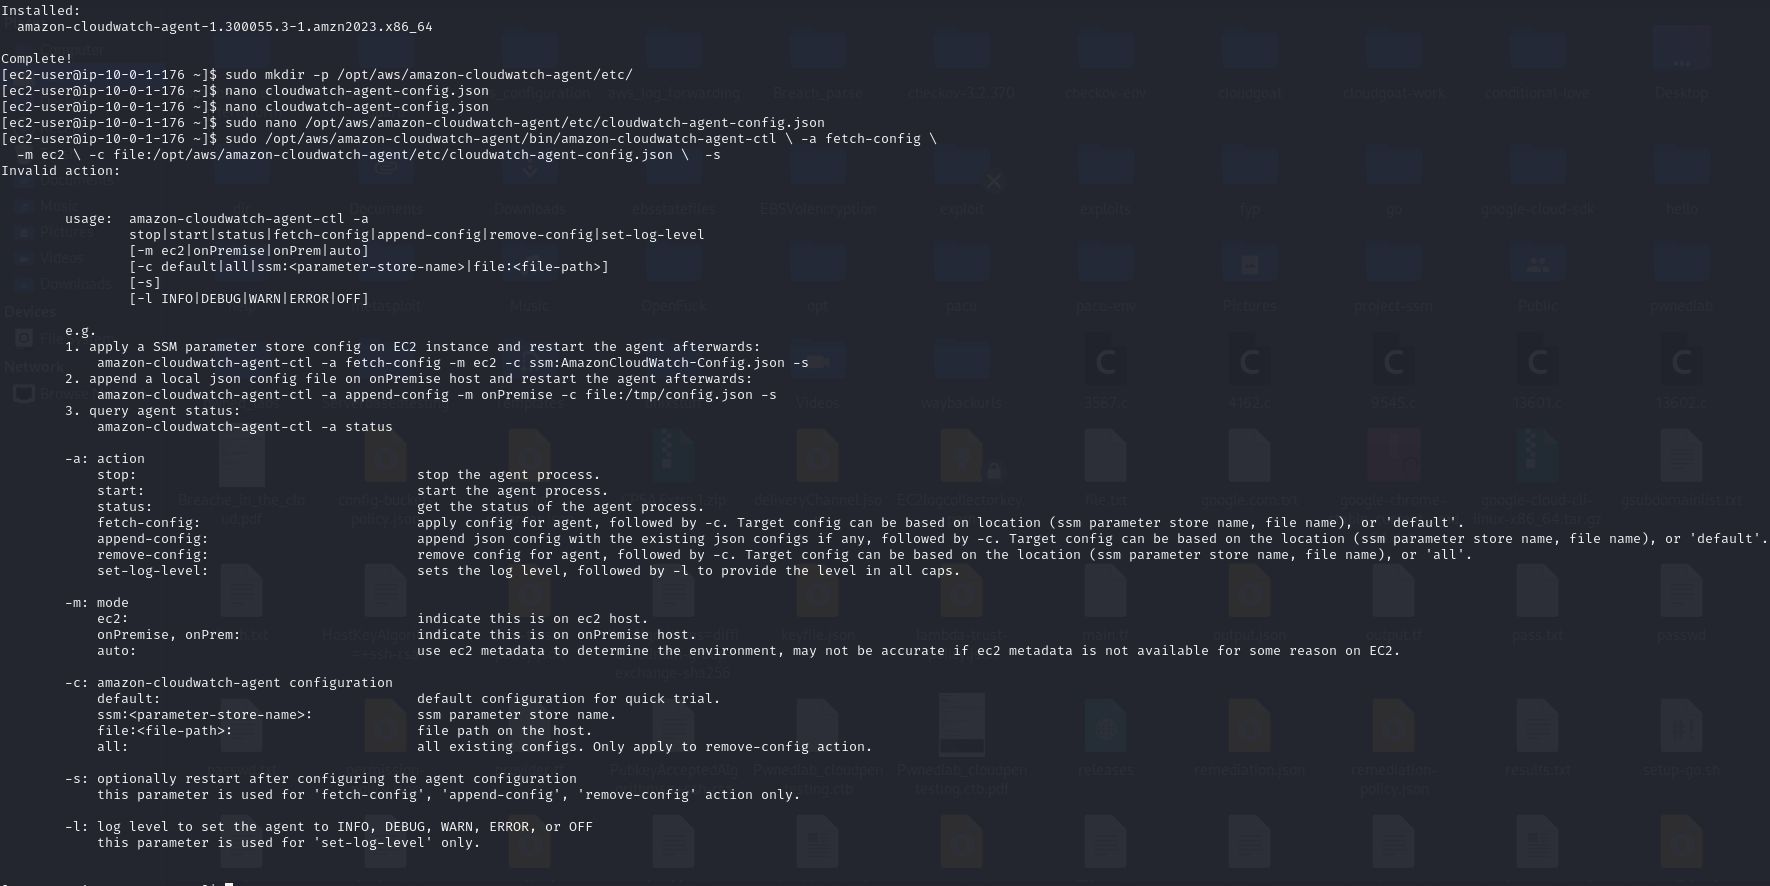 Installed:
  amazon-cloudwatch-agent-1.300055.3-1.amzn2023.x86_64

Complete!
[ec2-user@ip-10-0-1-176 ~]$ sudo mkdir -p /opt/aws/amazon-cloudwatch-agent/etc/
[ec2-user@ip-10-0-1-176 ~]$ nano cloudwatch-agent-config.json
[ec2-user@ip-10-0-1-176 ~]$ nano cloudwatch-agent-config.json
[ec2-user@ip-10-0-1-176 ~]$ sudo nano /opt/aws/amazon-cloudwatch-agent/etc/cloudwatch-agent-config.json
[ec2-user@ip-10-0-1-176 ~]$ sudo /opt/aws/amazon-cloudwatch-agent/bin/amazon-cloudwatch-agent-ctl \ -a fetch-config \
  -m ec2 \ -c file:/opt/aws/amazon-cloudwatch-agent/etc/cloudwatch-agent-config.json \  -s
Invalid action:

        usage:  amazon-cloudwatch-agent-ctl -a
                stop|start|status|fetch-config|append-config|remove-config|set-log-level
                [-m ec2|onPremise|onPrem|auto]
                [-c default|all|ssm:<parameter-store-name>|file:<file-path>]
                [-s]
                [-l INFO|DEBUG|WARN|ERROR|OFF]

        e.g.
        1. apply a SSM parameter store config on EC2 instance and restart the agent afterwards:
            amazon-cloudwatch-agent-ctl -a fetch-config -m ec2 -c ssm:AmazonCloudWatch-Config.json -s
        2. append a local json config file on onPremise host and restart the agent afterwards:
            amazon-cloudwatch-agent-ctl -a append-config -m onPremise -c file:/tmp/config.json -s
        3. query agent status:
            amazon-cloudwatch-agent-ctl -a status

        -a: action
            stop:                                   stop the agent process.
            start:                                  start the agent process.
            status:                                 get the status of the agent process.
            fetch-config:                           apply config for agent, followed by -c. Target config can be based on location (ssm parameter store name, file name), or 'default'.
            append-config:                          append json config with the existing json configs if any, followed by -c. Target config can be based on the location (ssm parameter store name, file name), or 'default'.
            remove-config:                          remove config for agent, followed by -c. Target config can be based on the location (ssm parameter store name, file name), or 'all'.
            set-log-level:                          sets the log level, followed by -l to provide the level in all caps.

        -m: mode
            ec2:                                    indicate this is on ec2 host.
            onPremise, onPrem:                      indicate this is on onPremise host.
            auto:                                   use ec2 metadata to determine the environment, may not be accurate if ec2 metadata is not available for some reason on EC2.

        -c: amazon-cloudwatch-agent configuration
            default:                                default configuration for quick trial.
            ssm:<parameter-store-name>:             ssm parameter store name.
            file:<file-path>:                       file path on the host.
            all:                                    all existing configs. Only apply to remove-config action.

        -s: optionally restart after configuring the agent configuration
            this parameter is used for 'fetch-config', 'append-config', 'remove-config' action only.

        -l: log level to set the agent to INFO, DEBUG, WARN, ERROR, or OFF
            this parameter is used for 'set-log-level' only.